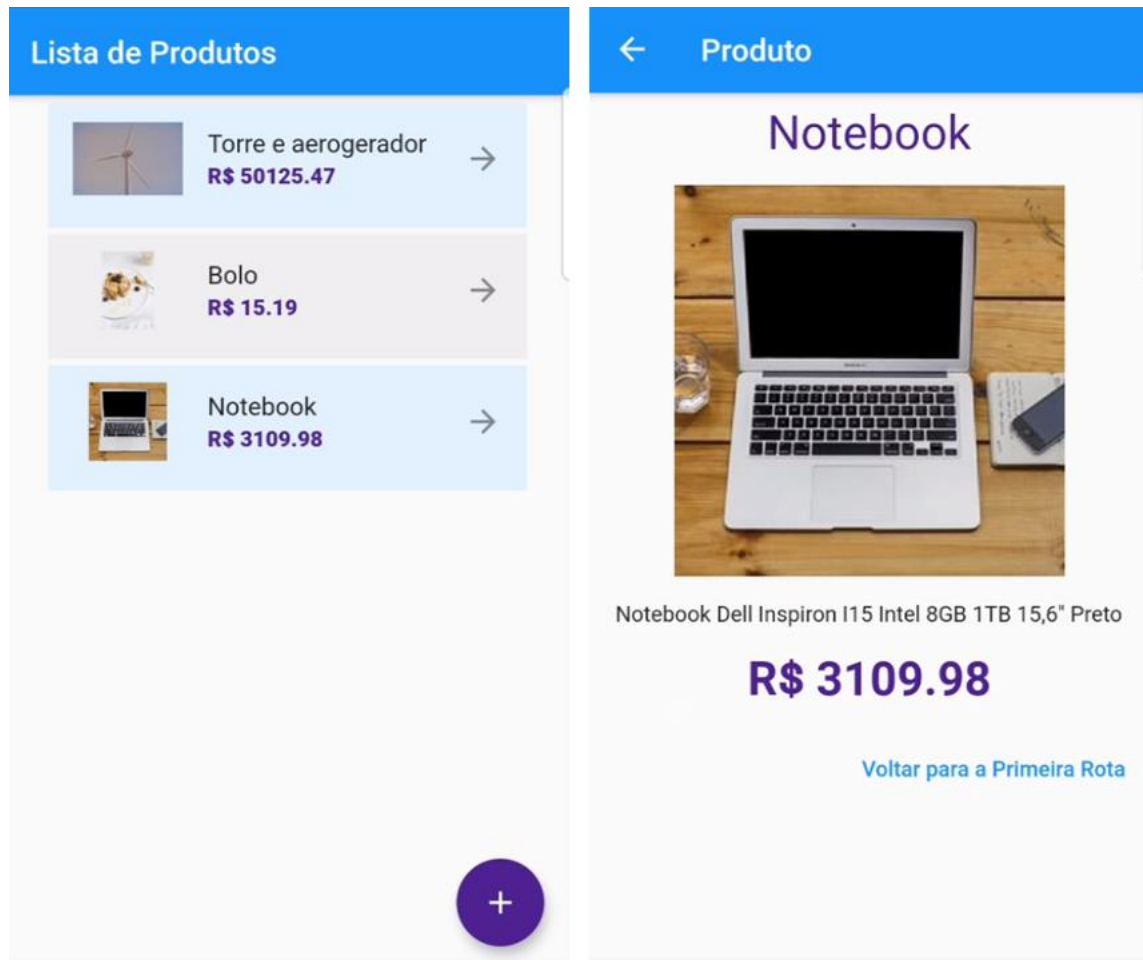 Lista de Produtos
Torre e aerogerador
R$ 50125.47
Bolo
R$ 15.19
Notebook
R$ 3109.98
+
Produto
Notebook
Notebook Dell Inspiron I15 Intel 8GB 1TB 15,6" Preto
R$ 3109.98
Voltar para a Primeira Rota